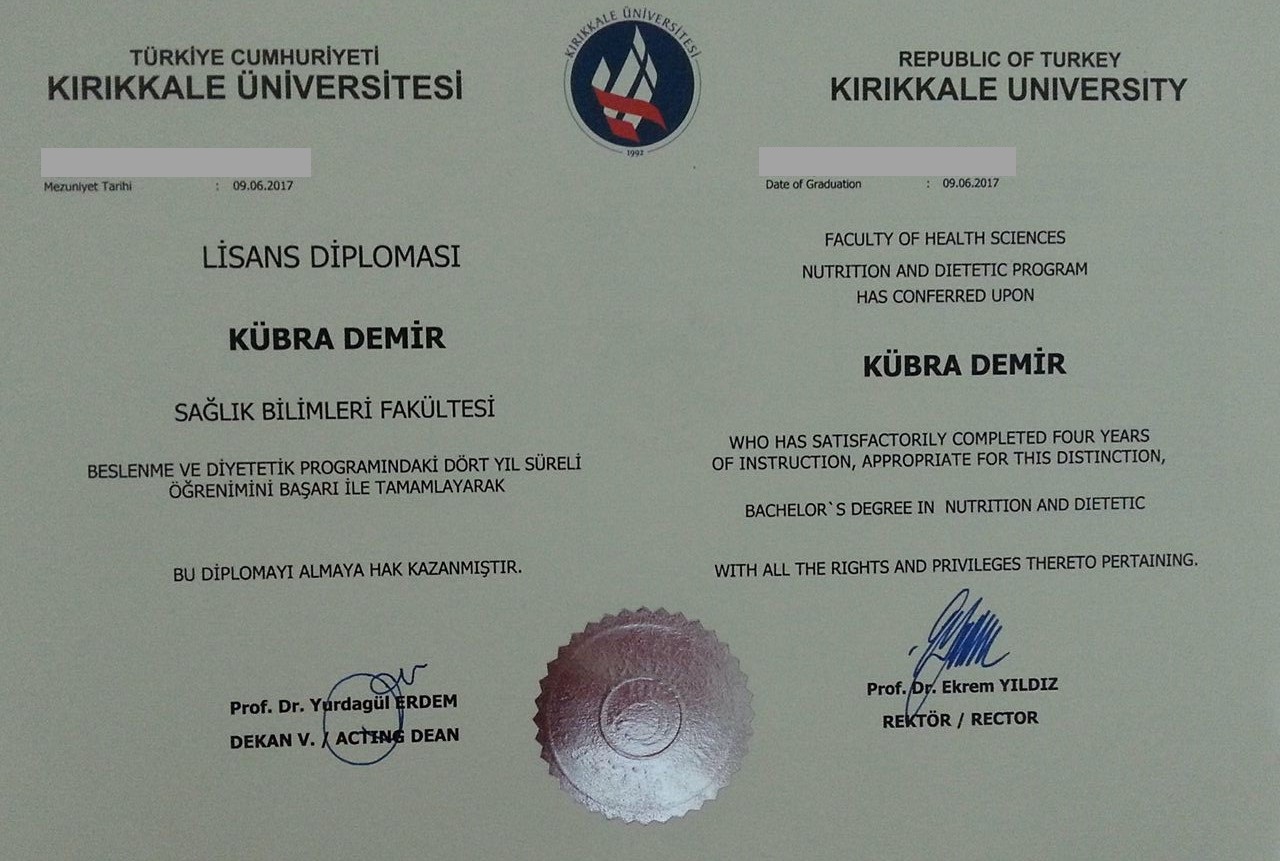 TÜRKİYE CUMHURİYETİ
KIRIKKALE ÜNİVERSİTESİ
Mezuniyet Tarihi : 09.06.2017
LİSANS DİPLOMASI
KÜBRA DEMİR
SAĞLIK BİLİMLERİ FAKÜLTESİ
BESLENME VE DİYETETİK PROGRAMINDAKİ DÖRT YIL SÜRELİ
ÖĞRENİMİNİ BAŞARI İLE TAMAMLAYARAK
BU DİPLOMAYI ALMAYA HAK KAZANMIŞTIR.
Prof. Dr. Yurdagül ERDEM
DEKAN V. / ACTING DEAN
KIRIKKALE ÜNİVERSİTESİ
1992
REPUBLIC OF TURKEY
KIRIKKALE UNIVERSITY
Date of Graduation : 09.06.2017
FACULTY OF HEALTH SCIENCES
NUTRITION AND DIETETIC PROGRAM
HAS CONFERRED UPON
KÜBRA DEMİR
WHO HAS SATISFACTORILY COMPLETED FOUR YEARS
OF INSTRUCTION, APPROPRIATE FOR THIS DISTINCTION,
BACHELOR`S DEGREE IN NUTRITION AND DIETETIC
WITH ALL THE RIGHTS AND PRIVILEGES THERETO PERTAINING.
Prof. Dr. Ekrem YILDIZ
REKTÖR / RECTOR